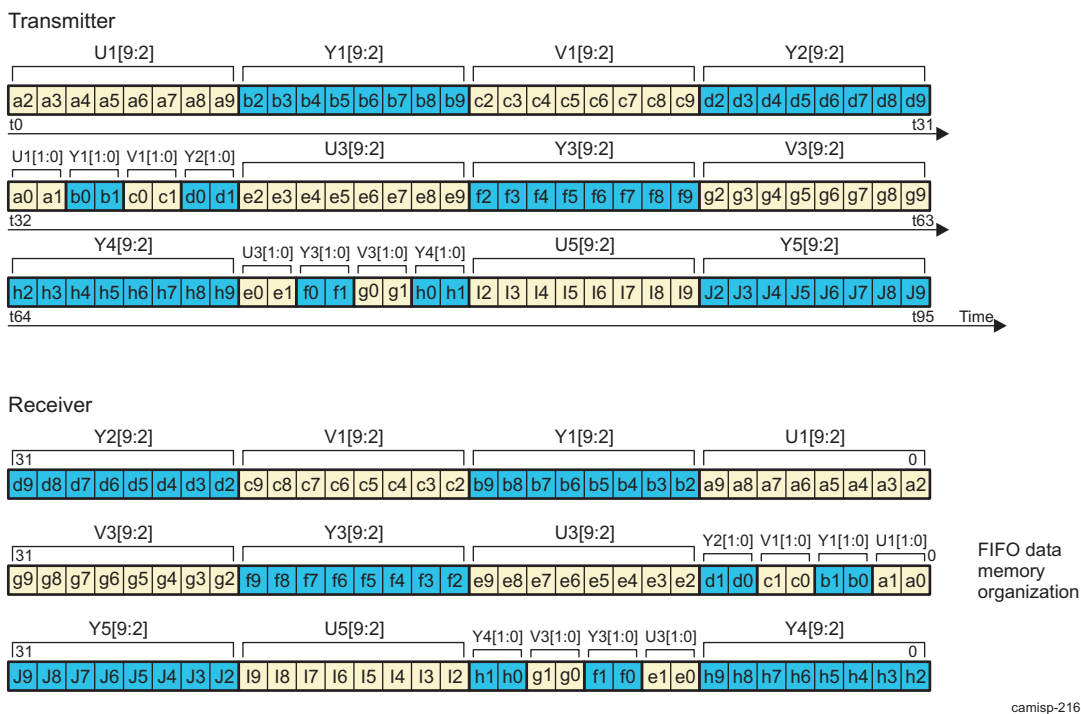 Transmitter
U1[9:2] Y1[9:2] V1[9:2] Y2[9:2]
a2 a3 a4 a5 a6 a7 a8 a9 b2 b3 b4 b5 b6 b7 b8 b9 c2 c3 c4 c5 c6 c7 c8 c9 d2 d3 d4 d5 d6 d7 d8 d9
t0 t31
U1[1:0] Y1[1:0] V1[1:0] Y2[1:0] U3[9:2] Y3[9:2] V3[9:2]
a0 a1 b0 b1 c0 c1 d0 d1 e2 e3 e4 e5 e6 e7 e8 e9 f2 f3 f4 f5 f6 f7 f8 f9 g2 g3 g4 g5 g6 g7 g8 g9
t32 t63
Y4[9:2] U3[1:0] Y3[1:0] V3[1:0] Y4[1:0] U5[9:2] Y5[9:2]
h2 h3 h4 h5 h6 h7 h8 h9 e0 e1 f0 f1 g0 g1 h0 h1 I2 I3 I4 I5 I6 I7 I8 I9 J2 J3 J4 J5 J6 J7 J8 J9
t64 t95 Time
Receiver
Y2[9:2] V1[9:2] Y1[9:2] U1[9:2]
31 0
d9 d8 d7 d6 d5 d4 d3 d2 c9 c8 c7 c6 c5 c4 c3 c2 b9 b8 b7 b6 b5 b4 b3 b2 a9 a8 a7 a6 a5 a4 a3 a2
V3[9:2] Y3[9:2] U3[9:2] Y2[1:0] V1[1:0] Y1[1:0] U1[1:0]
31 0
g9 g8 g7 g6 g5 g4 g3 g2 f9 f8 f7 f6 f5 f4 f3 f2 e9 e8 e7 e6 e5 e4 e3 e2 d1 d0 c1 c0 b1 b0 a1 a0
FIFO data
memory
organization
Y5[9:2] U5[9:2] Y4[1:0] V3[1:0] Y3[1:0] U3[1:0] Y4[9:2]
31 0
J9 J8 J7 J6 J5 J4 J3 J2 I9 I8 I7 I6 I5 I4 I3 I2 h1 h0 g1 g0 f1 f0 e1 e0 h9 h8 h7 h6 h5 h4 h3 h2
camisp-216